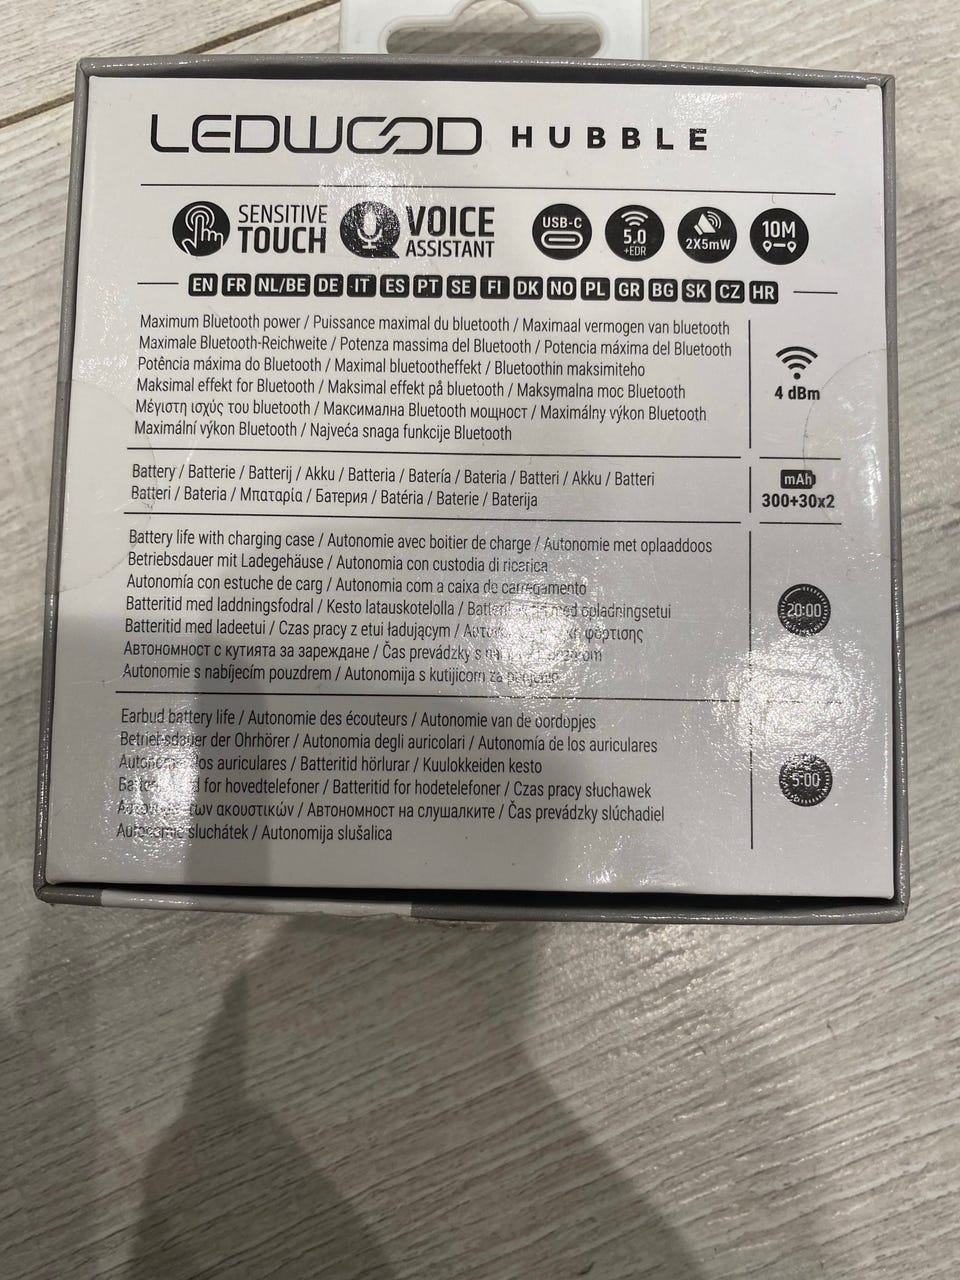 LEDWOOD HUBBLE
SENSITIVE TOUCH
VOICE ASSISTANT
USB-C
5.0 +EDR
2X5mW
10M
EN FR NL/BE DE IT ES PT SE FI DK NO PL GR BG SK CZ HR
Maximum Bluetooth power / Puissance maximal du bluetooth / Maximaal vermogen van bluetooth
Maximale Bluetooth-Reichweite / Potenza massima del Bluetooth / Potencia máxima del Bluetooth
Potência máxima do Bluetooth / Maximal bluetootheffekt / Bluetoothin maksimiteho
Maksimal effekt for Bluetooth / Maksimal effekt på bluetooth / Maksymalna moc Bluetooth
Μέγιστη ισχύς του bluetooth / Максимална Bluetooth мощност / Maximálny výkon Bluetooth
Maximální výkon Bluetooth / Najveća snaga funkcije Bluetooth
4 dBm
Battery / Batterie / Batterij / Akku / Batteria / Batería / Bateria / Batteri / Akku / Batteri
Batteri / Bateria / Μπαταρία / Батерия / Batéria / Baterie / Baterija
mAh
300+30x2
Battery life with charging case / Autonomie avec boitier de charge / Autonomie met oplaaddoos
Betriebsdauer mit Ladegehäuse / Autonomia con custodia di ricarica
Autonomía con estuche de carg / Autonomia com a caixa de carregamento
Batteritid med laddningsfodral / Kesto latauskotelolla / med opladningsetui
Batteritid med ladeetui / Czas pracy z etui ładującym / φόρτισης
Автономност с кутията за зареждане / Čas prevádzky s
Autonomie s nabíjecím pouzdrem / Autonomija s kutijicom za
20:00
Earbud battery life / Autonomie des écouteurs / Autonomie van de oordopjes
Betriebsdauer der Ohrhörer / Autonomia degli auricolari / Autonomía de los auriculares
dos auriculares / Batteritid hörlurar / Kuulokkeiden kesto
for hovedtelefoner / Batteritid for hodetelefoner / Czas pracy słuchawek
των ακουστικών / Автономност на слушалките / Čas prevádzky slúchadiel
sluchátek / Autonomija slušalica
5:00